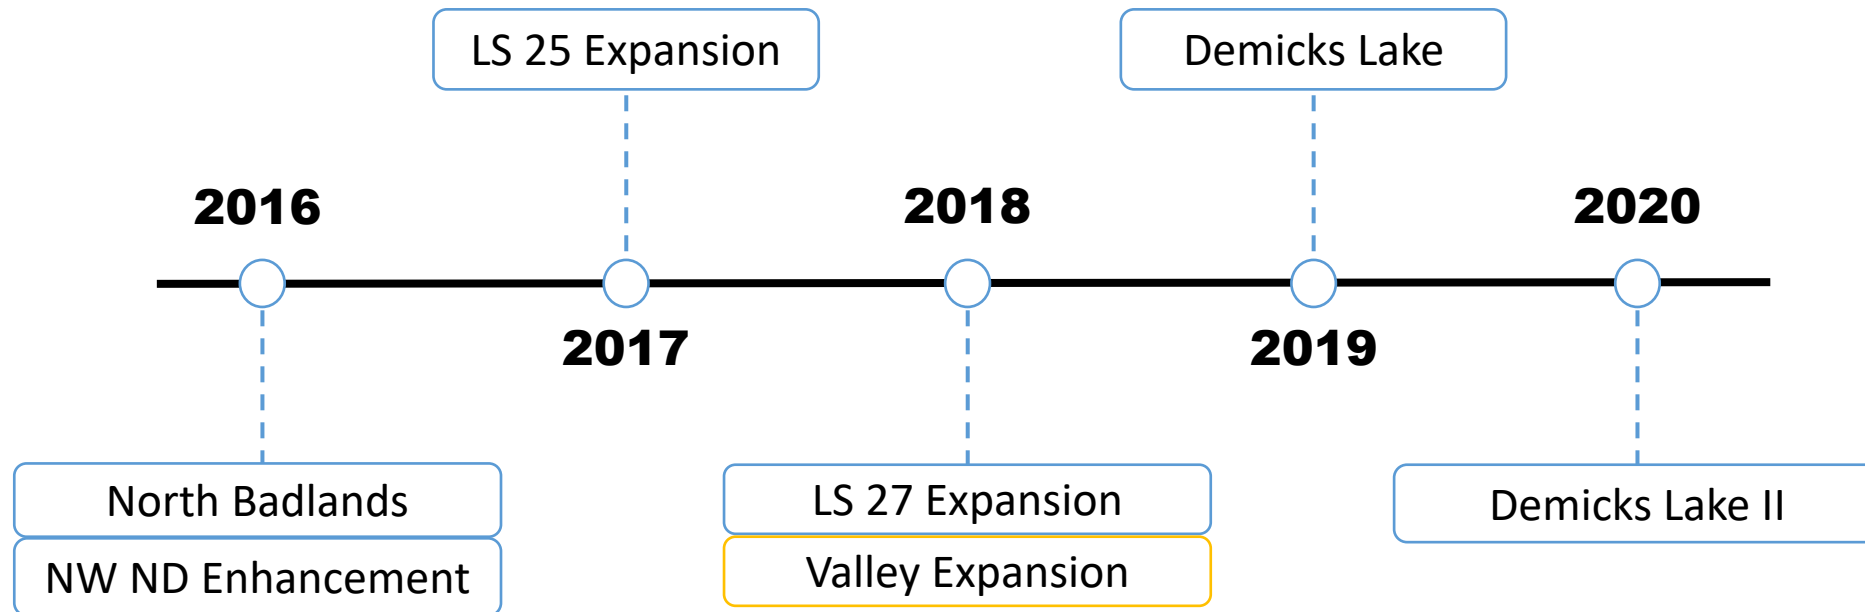 LS 25 Expansion
Demicks Lake
2016
2018
2020
2017
2019
North Badlands
NW ND Enhancement
LS 27 Expansion
Valley Expansion
Demicks Lake II